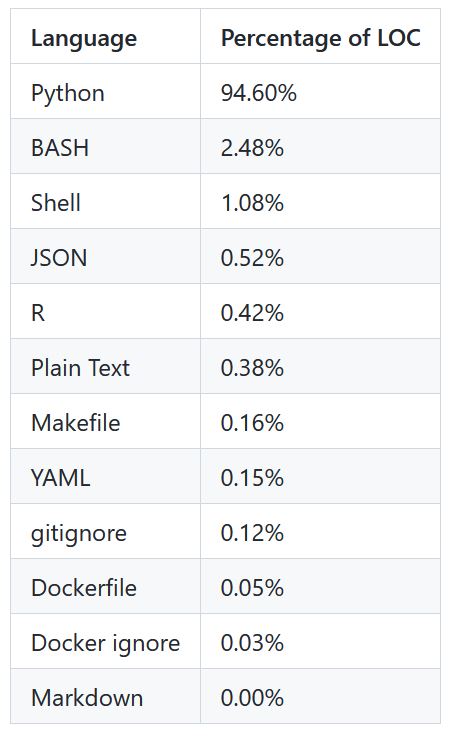 Language Percentage of LOC
Python 94.60%
BASH 2.48%
Shell 1.08%
JSON 0.52%
R 0.42%
Plain Text 0.38%
Makefile 0.16%
YAML 0.15%
gitignore 0.12%
Dockerfile 0.05%
Docker ignore 0.03%
Markdown 0.00%